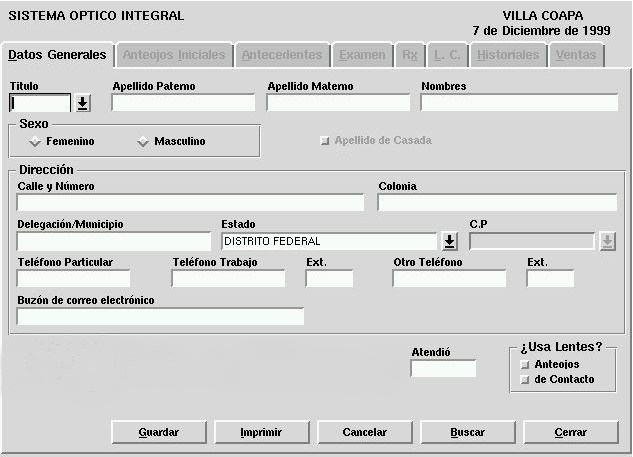 SISTEMA OPTICO INTEGRAL
VILLA COAPA
7 de Diciembre de 1999
Datos Generales Anteojos Iniciales Antecedentes Examen Rx L. C. Historiales Ventas
Título Apellido Paterno Apellido Materno Nombres
Sexo
Femenino Masculino Apellido de Casada
Dirección
Calle y Número Colonia
Delegación/Municipio Estado C.P
DISTRITO FEDERAL
Teléfono Particular Teléfono Trabajo Ext. Otro Teléfono Ext.
Buzón de correo electrónico
Atendió ¿Usa Lentes?
Anteojos
de Contacto
Guardar Imprimir Cancelar Buscar Cerrar